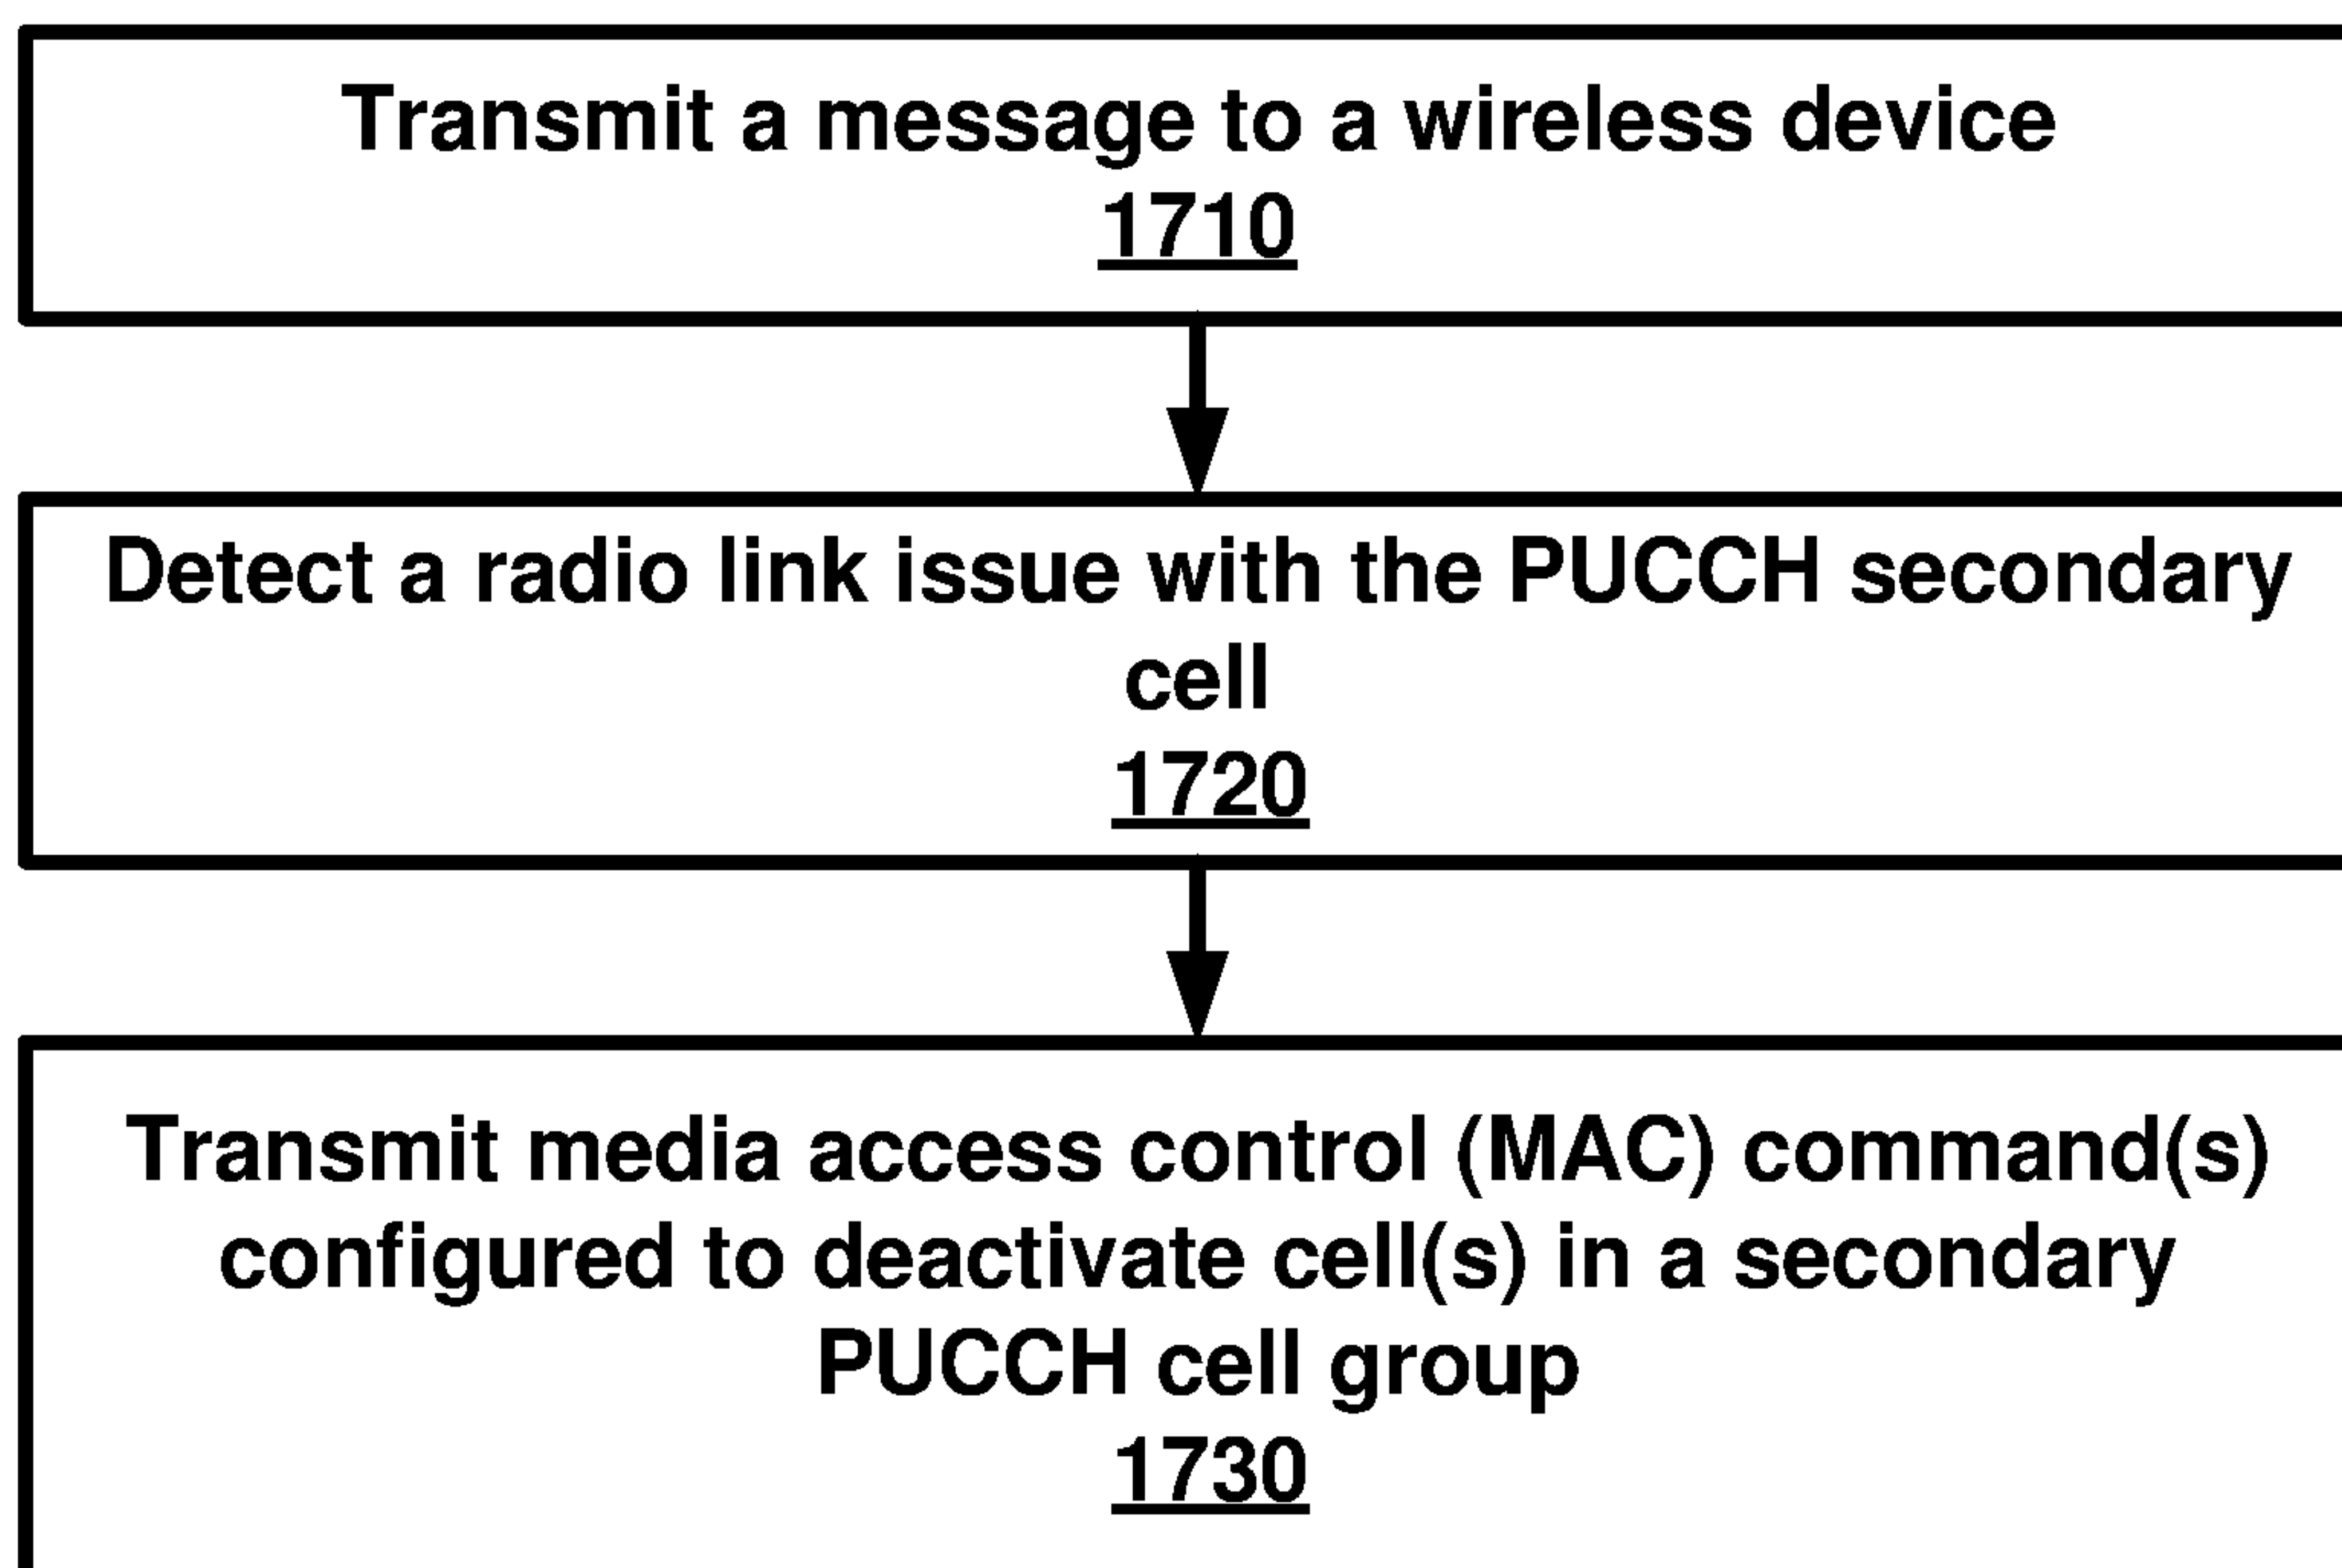 Transmit a message to a wireless device
1710
Detect a radio link issue with the PUCCH secondary
cell
1720
Transmit media access control (MAC) command(s)
configured to deactivate cell(s) in a secondary
PUCCH cell group
1730